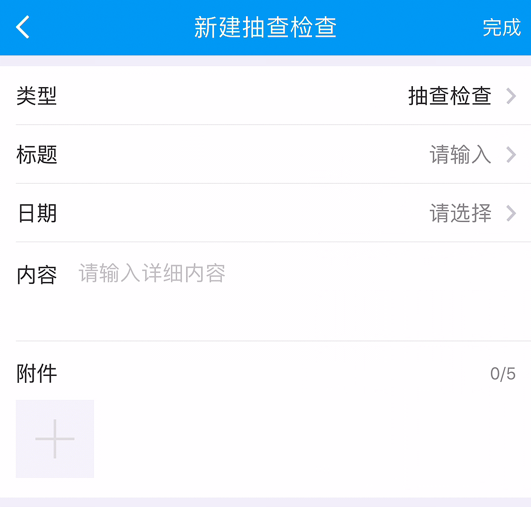 新建抽查检查 完成
类型 抽查检查
标题 请输入
日期 请选择
内容 请输入详细内容
附件 0/5